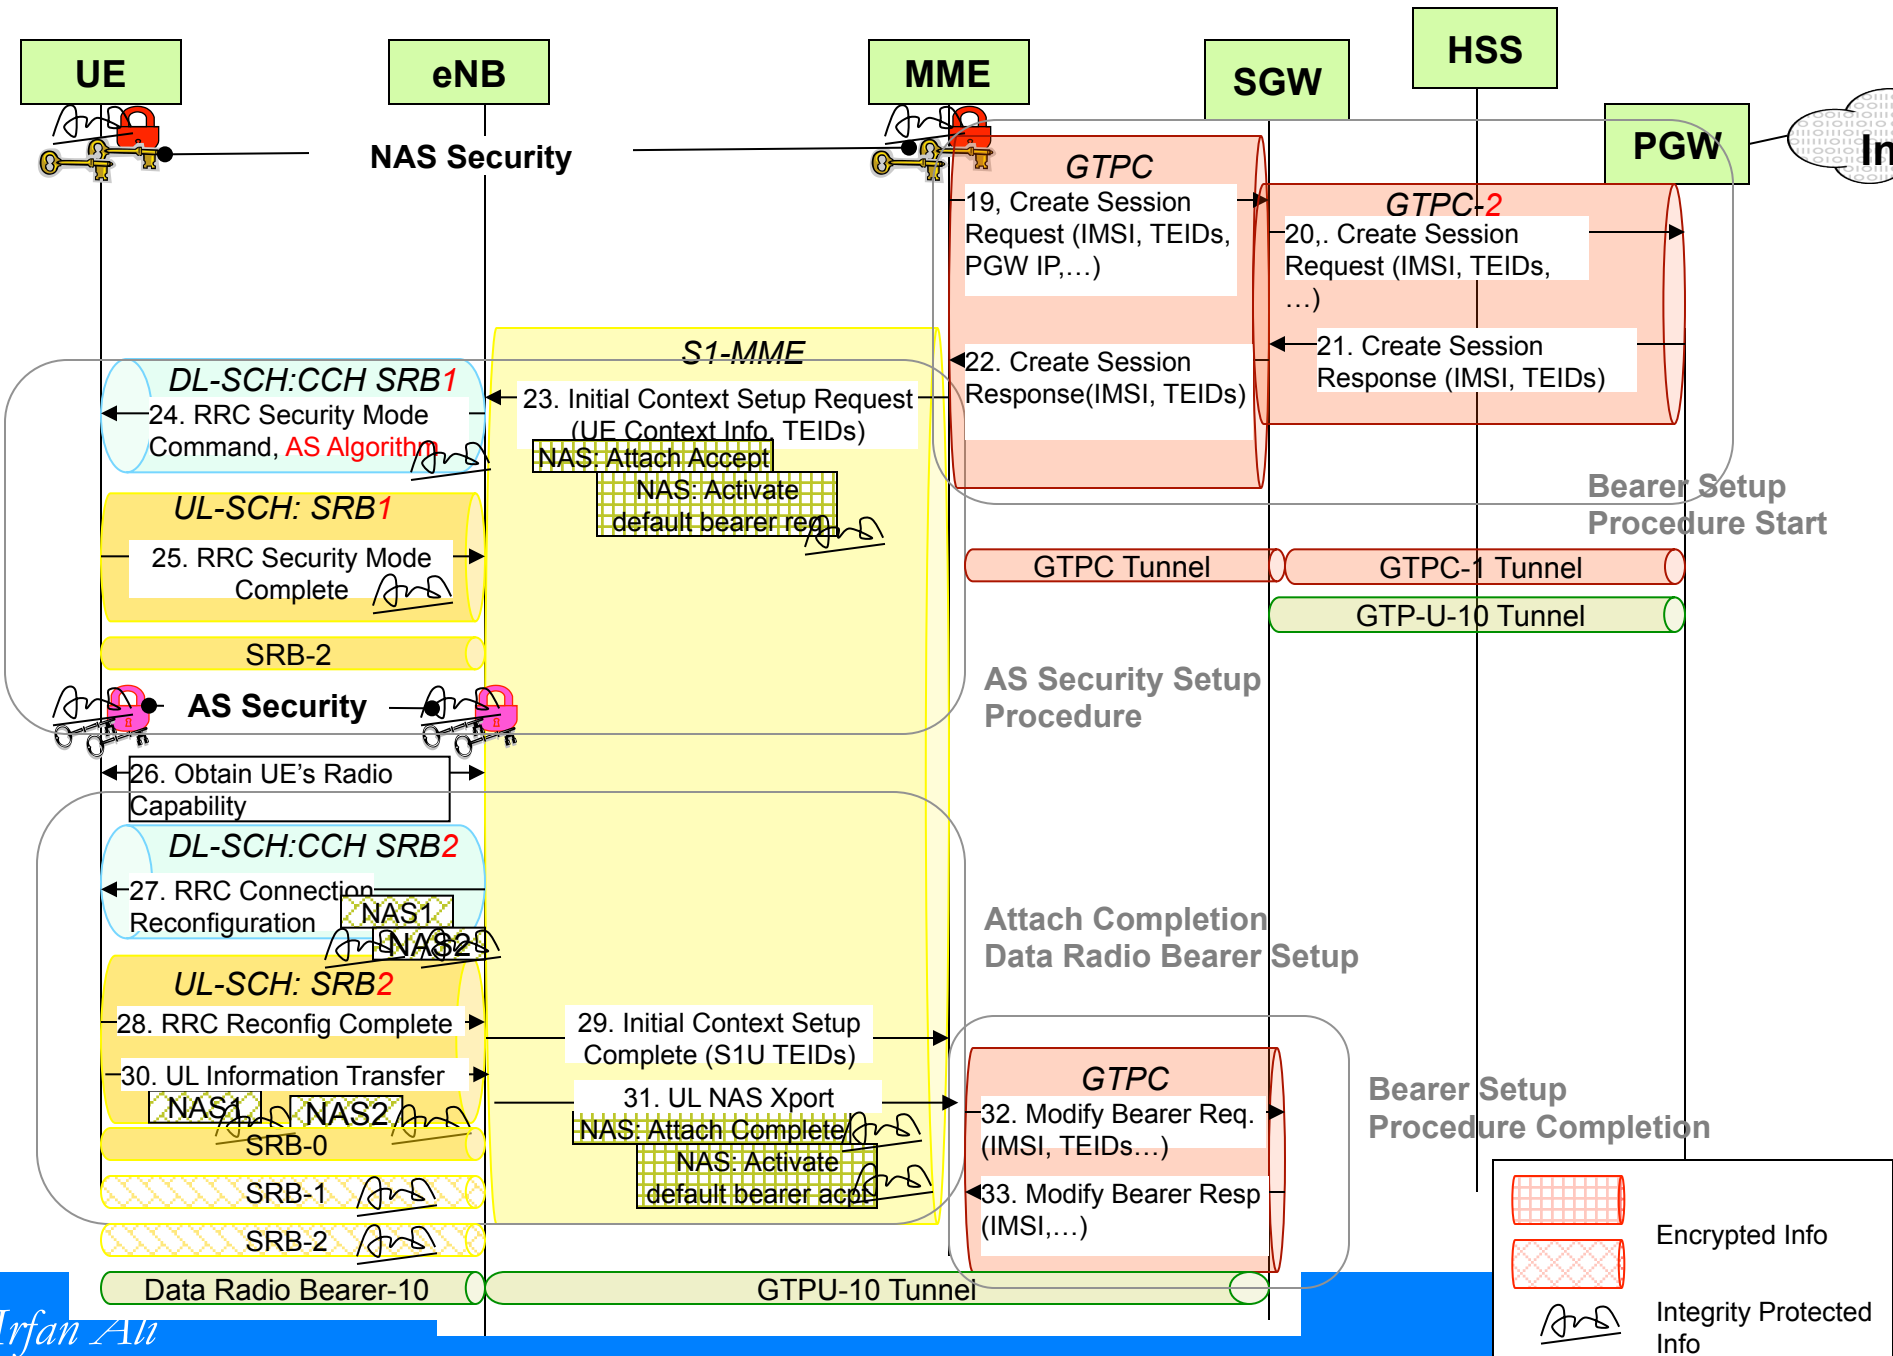 UE
eNB
MME
SGW
HSS
PGW
In
NAS Security
GTPC
19, Create Session
Request (IMSI, TEIDs,
PGW IP,…)
GTPC-2
20,. Create Session
Request (IMSI, TEIDs,
…)
21. Create Session
Response (IMSI, TEIDs)
22. Create Session
Response(IMSI, TEIDs)
S1-MME
23. Initial Context Setup Request
(UE Context Info, TEIDs)
NAS: Attach Accept
NAS: Activate
default bearer req
DL-SCH:CCH SRB1
24. RRC Security Mode
Command, AS Algorithm
UL-SCH: SRB1
25. RRC Security Mode
Complete
SRB-2
Bearer Setup
Procedure Start
GTPC Tunnel
GTPC-1 Tunnel
GTP-U-10 Tunnel
AS Security
AS Security Setup
Procedure
26. Obtain UE's Radio
Capability
DL-SCH:CCH SRB2
27. RRC Connection
Reconfiguration
NAS1
NAS2
Attach Completion
Data Radio Bearer Setup
UL-SCH: SRB2
28. RRC Reconfig Complete
29. Initial Context Setup
Complete (S1U TEIDs)
30. UL Information Transfer
NAS1
NAS2
31. UL NAS Xport
NAS: Attach Complete
NAS: Activate
default bearer acpt
GTPC
32. Modify Bearer Req.
(IMSI, TEIDs…)
33. Modify Bearer Resp
(IMSI,…)
Bearer Setup
Procedure Completion
SRB-0
SRB-1
SRB-2
Data Radio Bearer-10
GTPU-10 Tunnel
Encrypted Info
Integrity Protected
Info
Irfan Ali